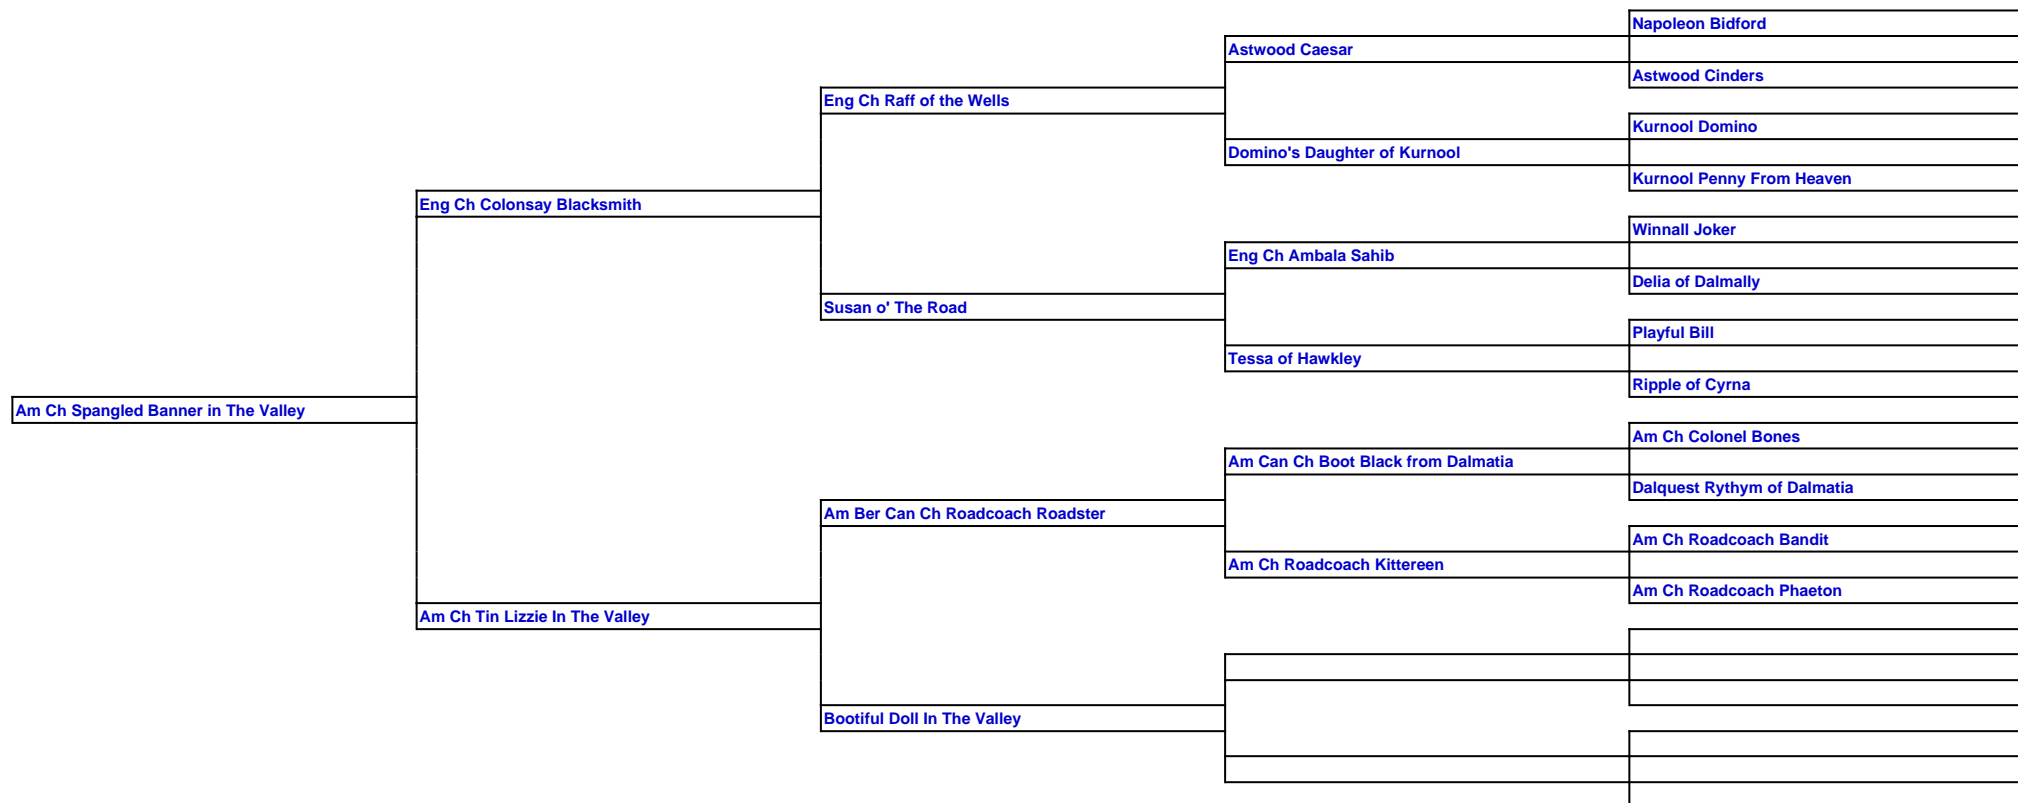 Napoleon Bidford
Astwood Caesar
Astwood Cinders
Eng Ch Raff of the Wells
Kurnool Domino
Domino's Daughter of Kurnool
Kurnool Penny From Heaven
Eng Ch Colonsay Blacksmith
Winnall Joker
Eng Ch Ambala Sahib
Delia of Dalmally
Susan o' The Road
Playful Bill
Tessa of Hawkley
Ripple of Cyrna
Am Ch Spangled Banner in The Valley
Am Ch Colonel Bones
Am Can Ch Boot Black from Dalmatia
Dalquest Rythym of Dalmatia
Am Ber Can Ch Roadcoach Roadster
Am Ch Roadcoach Bandit
Am Ch Roadcoach Kittereen
Am Ch Roadcoach Phaeton
Am Ch Tin Lizzie In The Valley
Bootiful Doll In The Valley